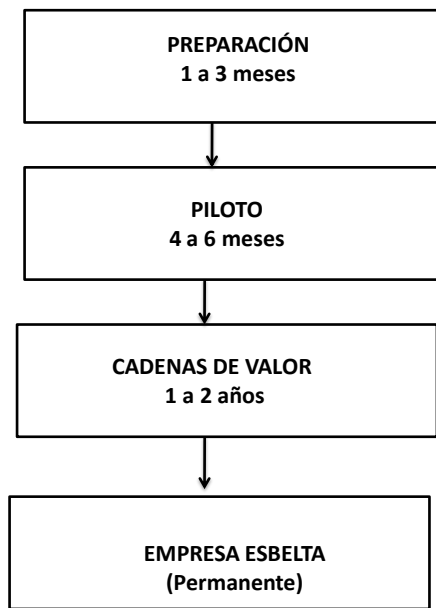 PREPARACIÓN
1 a 3 meses
PILOTO
4 a 6 meses
CADENAS DE VALOR
1 a 2 años
EMPRESA ESBELTA
(Permanente)